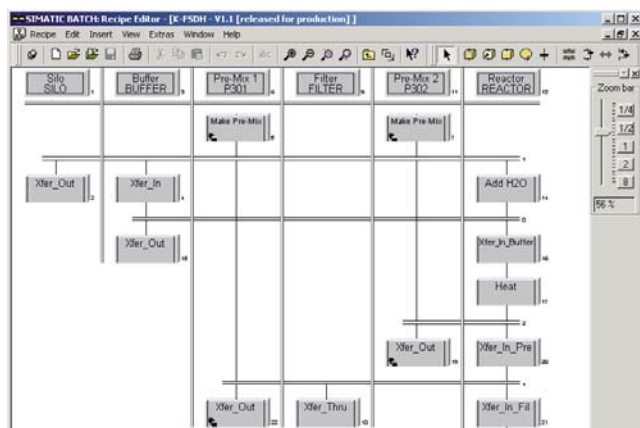 SIMATIC BATCH: Recipe Editor - [K-FSDH - V1.1 [released for production] ]
Recipe Edit Insert View Extras Window Help
Silo
SILO
Buffer
BUFFER
Pre-Mix 1
P301
Filter
FILTER
Pre-Mix 2
P302
Reactor
REACTOR
Zoom bar
1/4
1/2
1
2
8
56 %
Make Pre-Mix
Make Pre-Mix
Xfer_Out
Xfer_In
Add H2O
Xfer_Out
Xfer_In_Buffer
Heat
Xfer_Out
Xfer_In_Pre
Xfer_Out
Xfer_Thru
Xfer_In_Fil